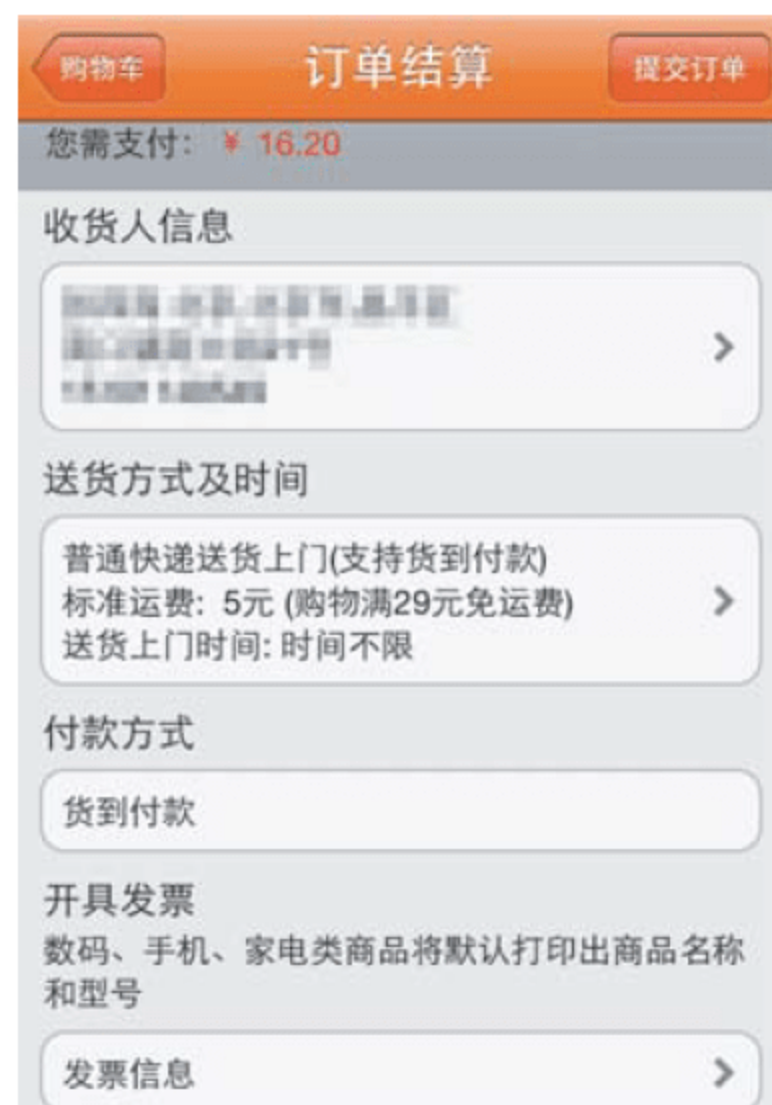 购物车 订单结算 提交订单
您需支付: ¥ 16.20
收货人信息
送货方式及时间
普通快递送货上门(支持货到付款)
标准运费: 5元 (购物满29元免运费)
送货上门时间: 时间不限
付款方式
货到付款
开具发票
数码、手机、家电类商品将默认打印出商品名称
和型号
发票信息